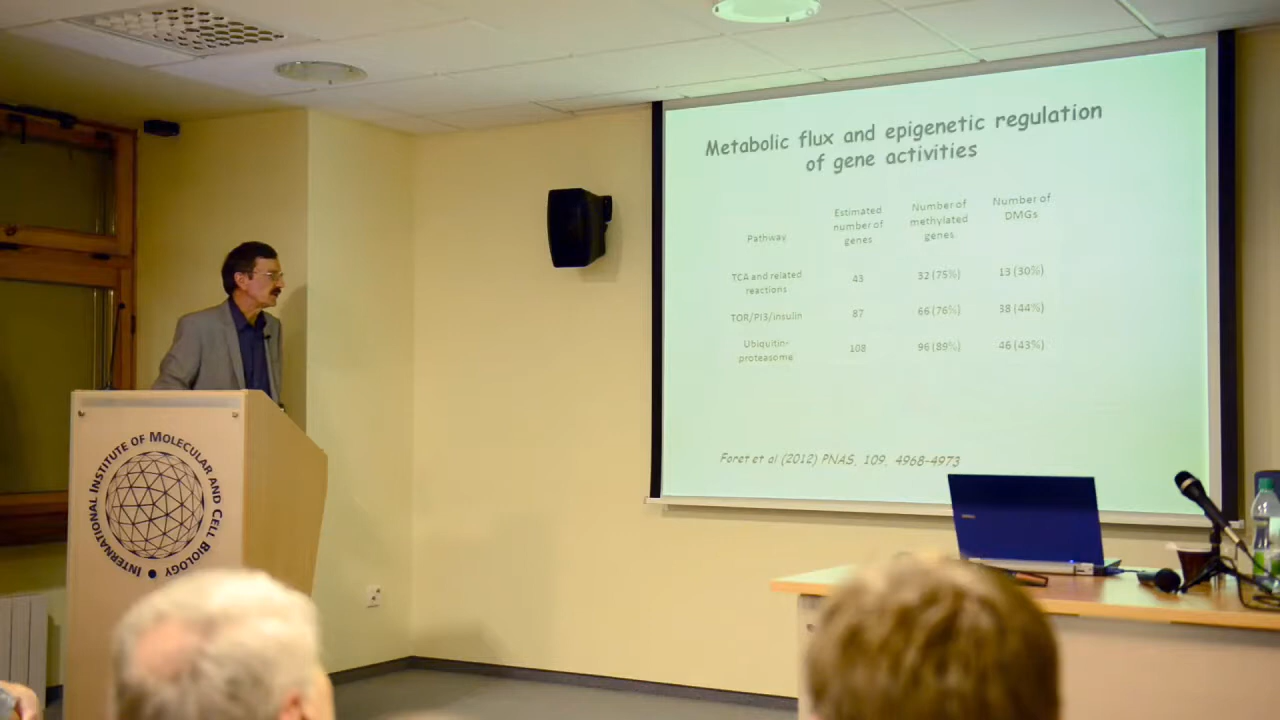 Metabolic flux and epigenetic regulation
of gene activities
Pathway
Estimated
number of
genes
Number of
methylated
genes
Number of
DMGs
TCA and related
reactions
43
32 (75%)
13 (30%)
TOR/PI3/insulin
87
66 (76%)
38 (44%)
Ubiquitin-
proteasome
108
96 (89%)
46 (43%)
Foret et al (2012) PNAS, 109, 4968-4973
INTERNATIONAL INSTITUTE OF MOLECULAR AND CELL BIOLOGY